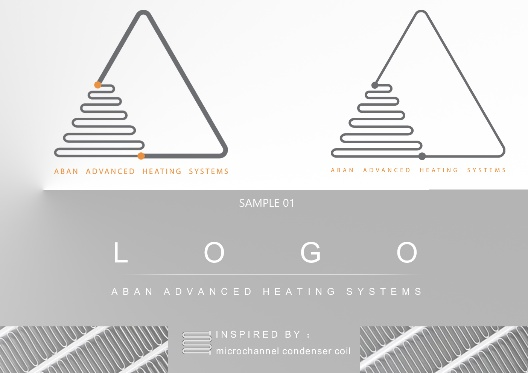 ABAN ADVANCED HEATING SYSTEMS
ABAN ADVANCED HEATING SYSTEMS
SAMPLE 01
LOGO
ABAN ADVANCED HEATING SYSTEMS
INSPIRED BY :
microchannel condenser coil